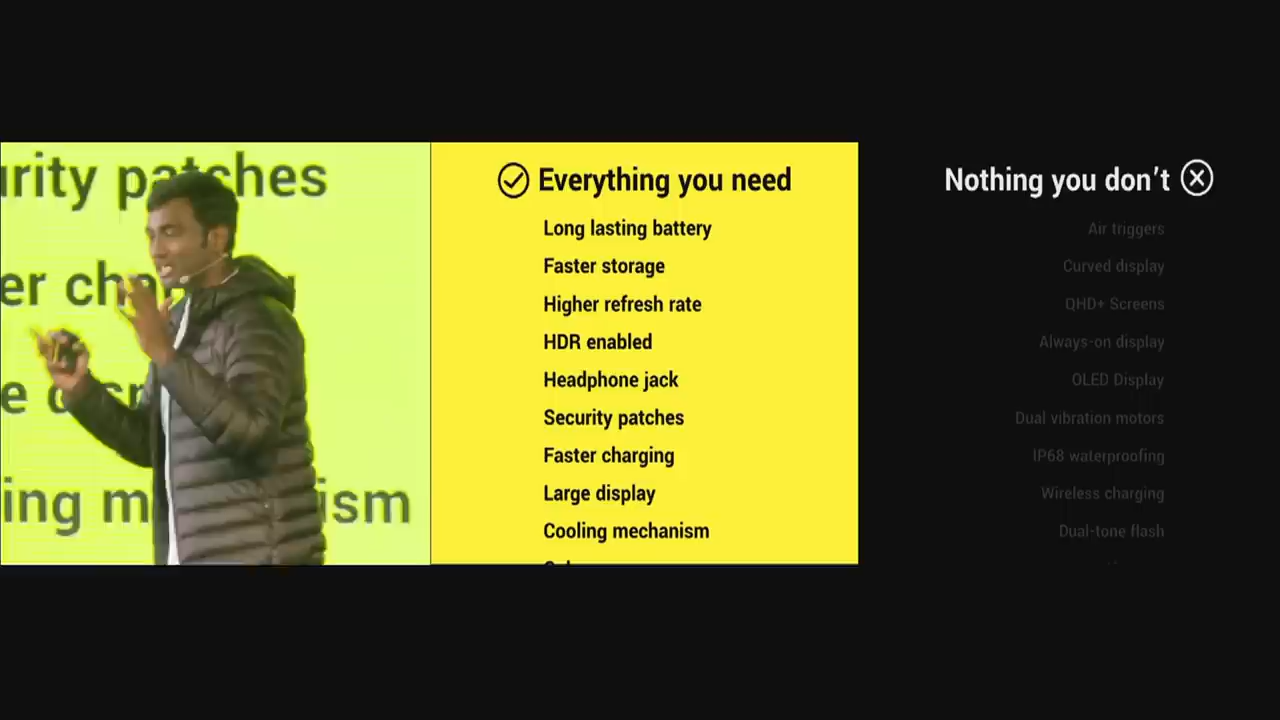 urity patches
er cha
e disp
ing m ism
Everything you need
Long lasting battery
Faster storage
Higher refresh rate
HDR enabled
Headphone jack
Security patches
Faster charging
Large display
Cooling mechanism
Nothing you don't
Air triggers
Curved display
QHD+ Screens
Always-on display
OLED Display
Dual vibration motors
IP68 waterproofing
Wireless charging
Dual-tone flash